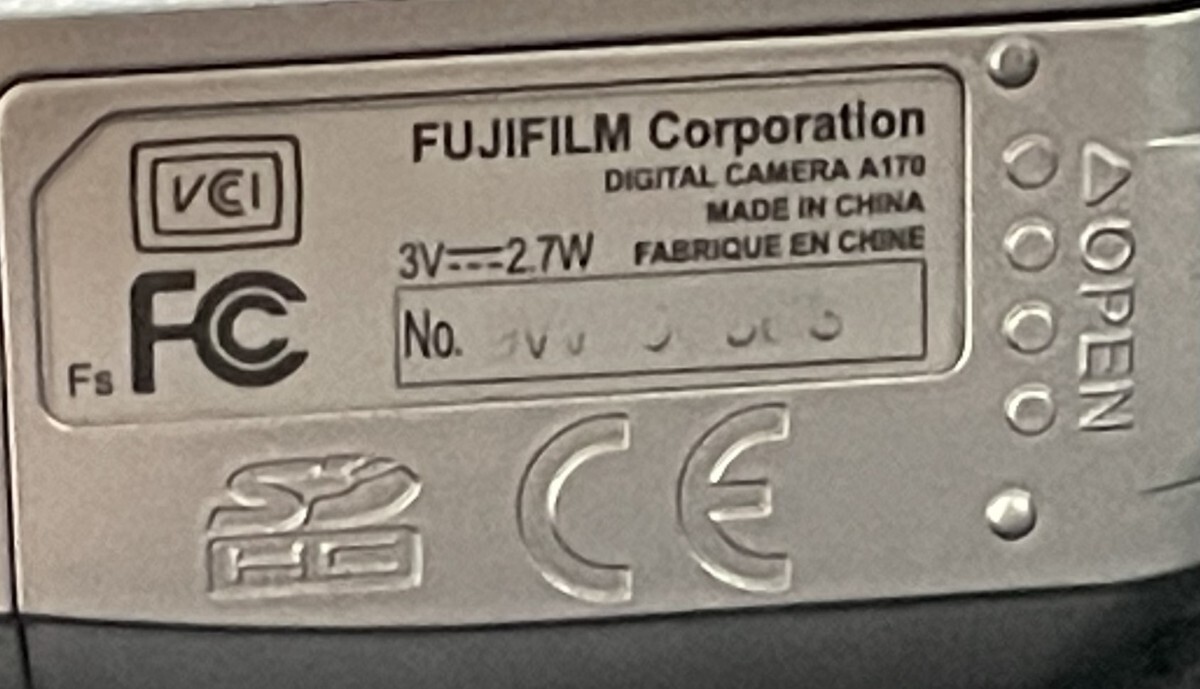 VCI
FUJIFILM Corporation
DIGITAL CAMERA A170
MADE IN CHINA
3V⎓2.7W FABRIQUE EN CHINE
No.
Fs FC
SD
HC
CE
△OPEN